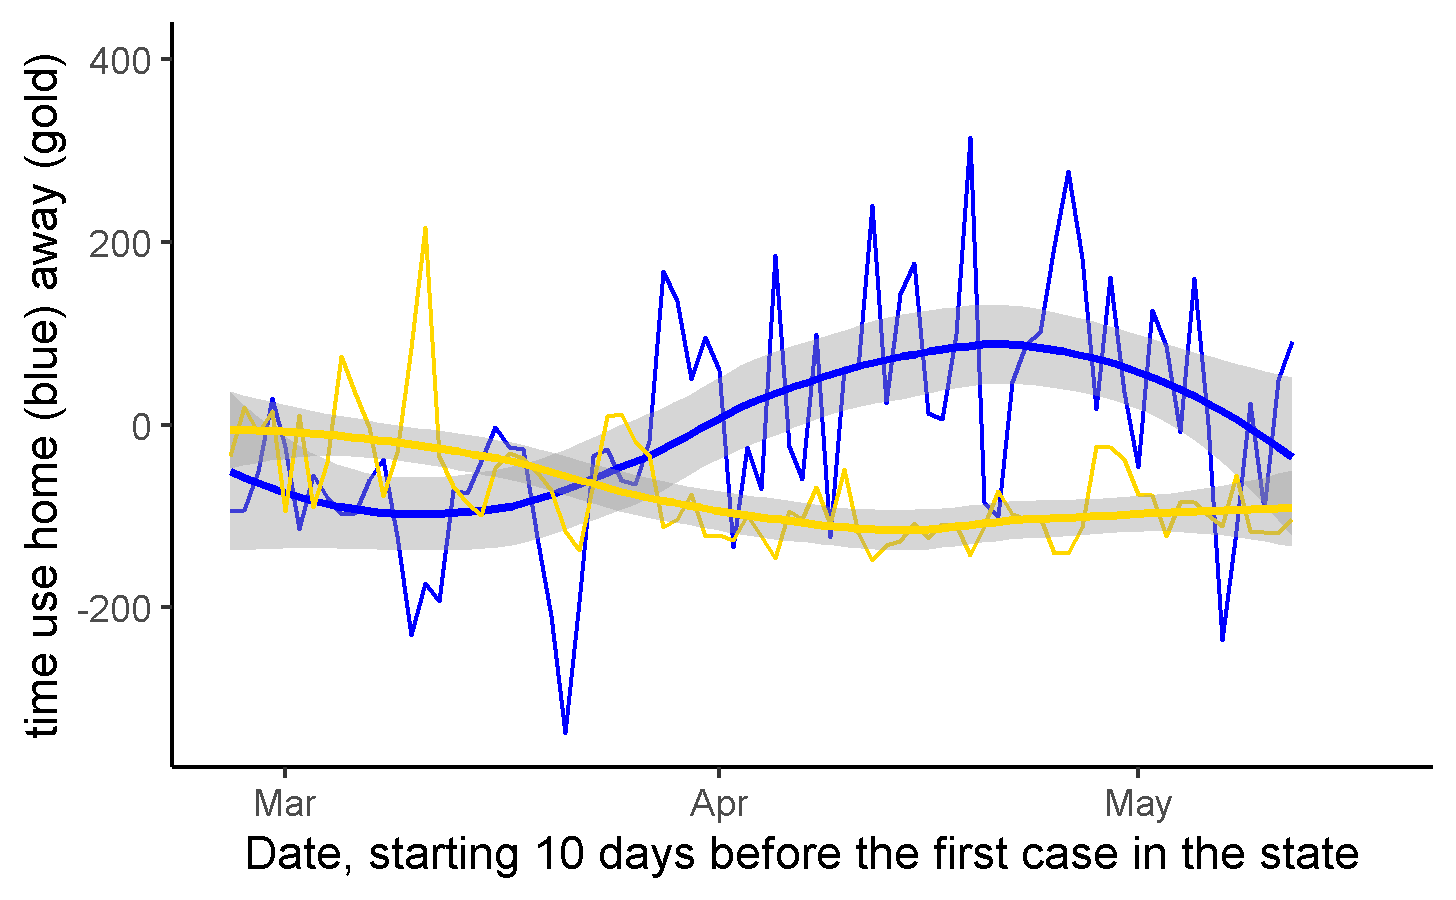 time use home (blue) away (gold)
400
200
0
-200
Mar Apr May
Date, starting 10 days before the first case in the state